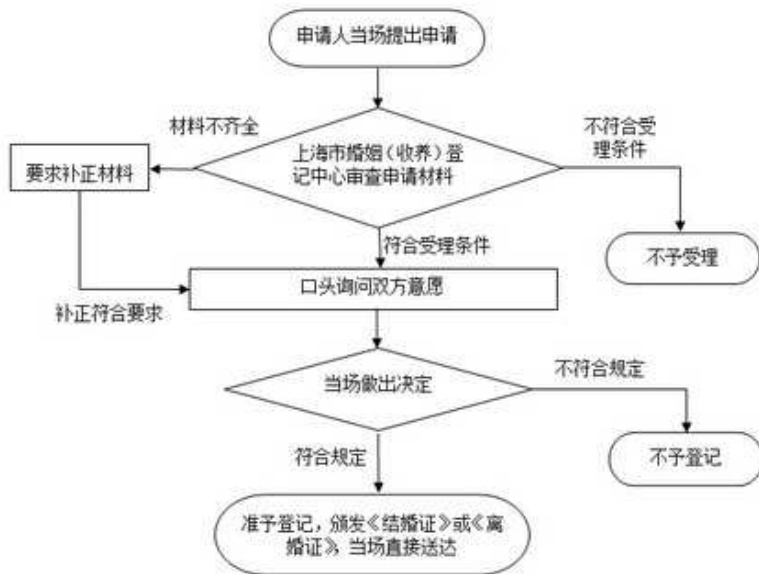 申请人当场提出申请
材料不齐全
不符合受
理条件
上海市婚姻（收养）登
记中心审查申请材料
要求补正材料
符合受理条件
不予受理
口头询问双方意愿
补正符合要求
当场做出决定
不符合规定
符合规定
不予登记
准予登记，颁发《结婚证》或《离
婚证》，当场直接送达